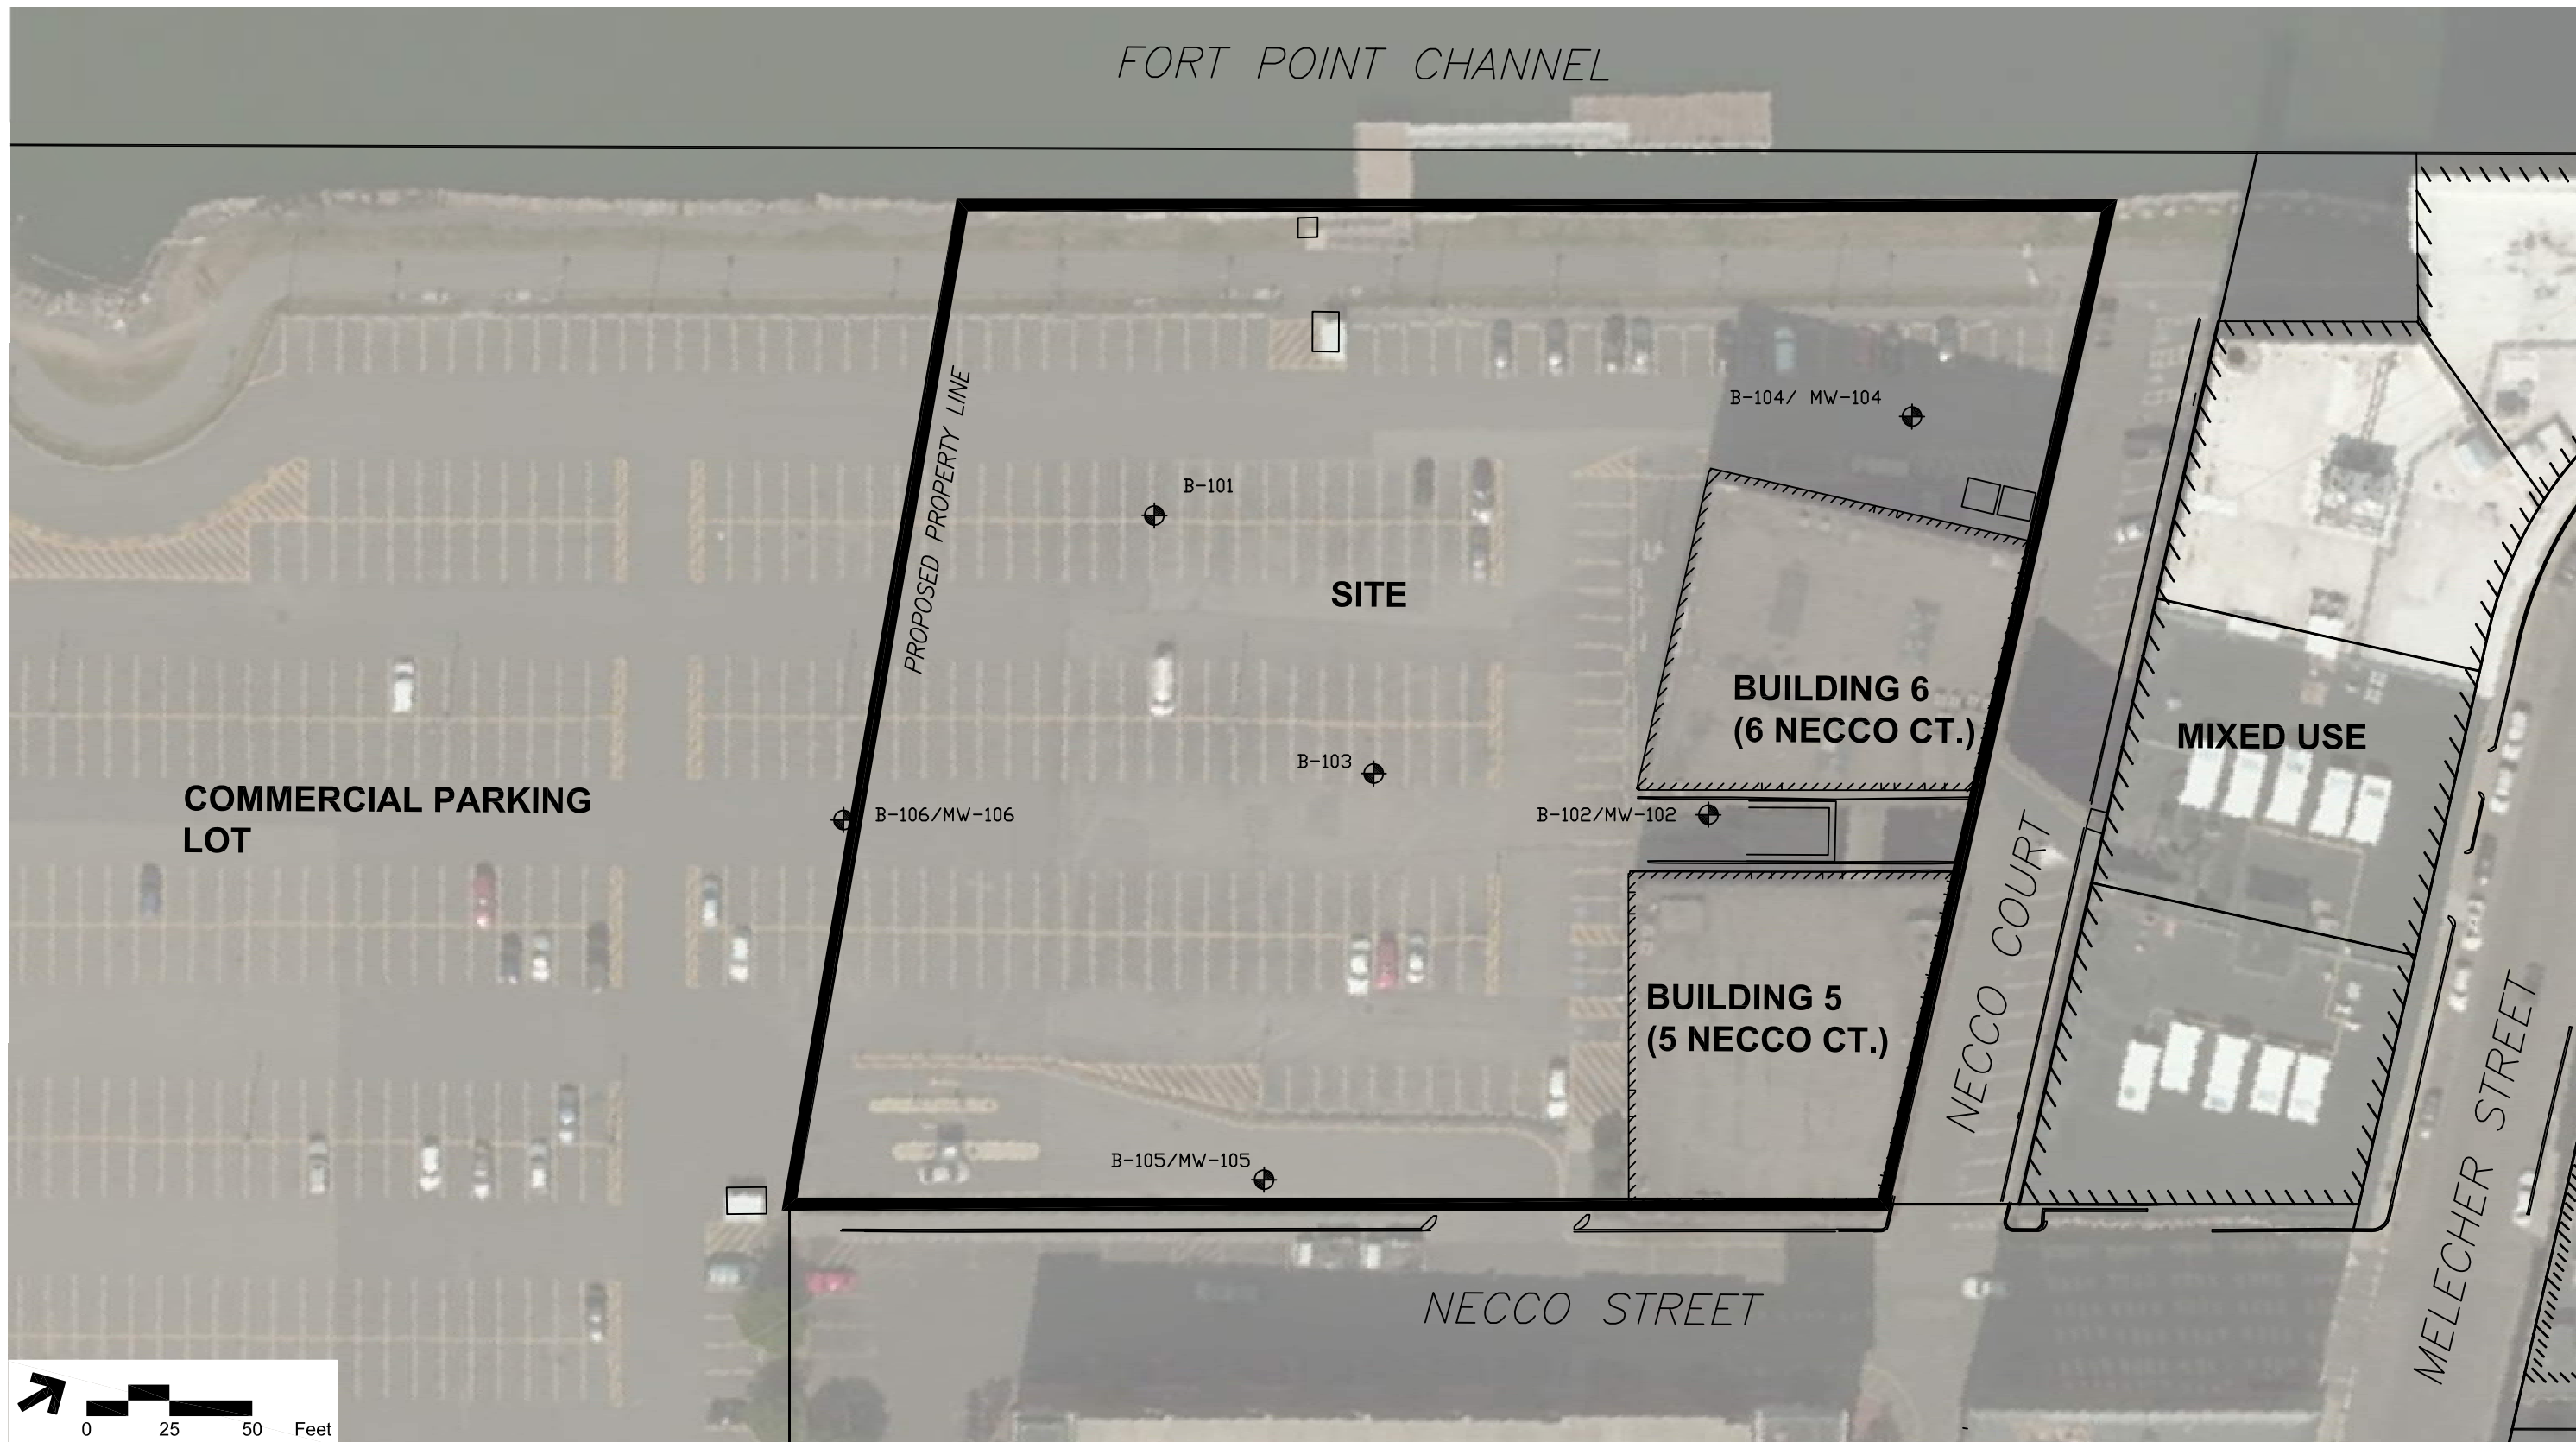 FORT POINT CHANNEL
PROPOSED PROPERTY LINE
B-104/ MW-104
B-101
SITE
BUILDING 6
(6 NECCO CT.)
MIXED USE
B-103
COMMERCIAL PARKING
LOT
B-106/MW-106
B-102/MW-102
NECCO COURT
BUILDING 5
(5 NECCO CT.)
B-105/MW-105
MELECHER STREET
NECCO STREET
0 25 50 Feet